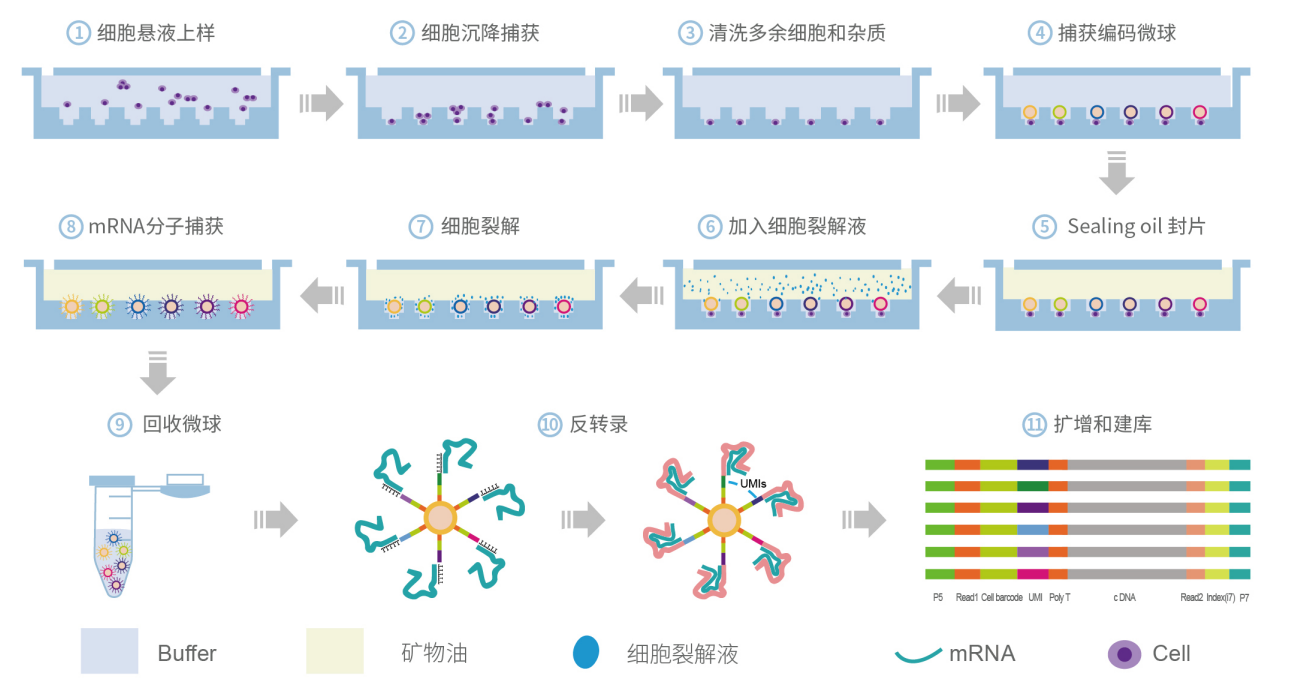 ① 细胞悬液上样
② 细胞沉降捕获
③ 清洗多余细胞和杂质
④ 捕获编码微球
⑧ mRNA分子捕获
⑦ 细胞裂解
⑥ 加入细胞裂解液
⑤ Sealing oil 封片
⑨ 回收微球
⑩ 反转录
⑪ 扩增和建库
UMIs
P5 Read1 Cell barcode UMI Poly T c DNA Read2 Index(i7) P7
Buffer 矿物油 细胞裂解液 mRNA Cell